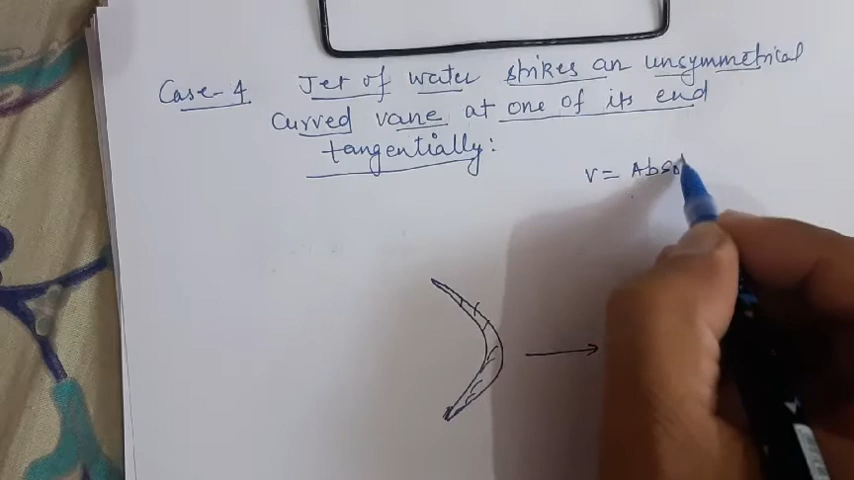 Case-4 Jet of water strikes an unsymmetrical
curved vane at one of its end
tangentially:
V = Abso